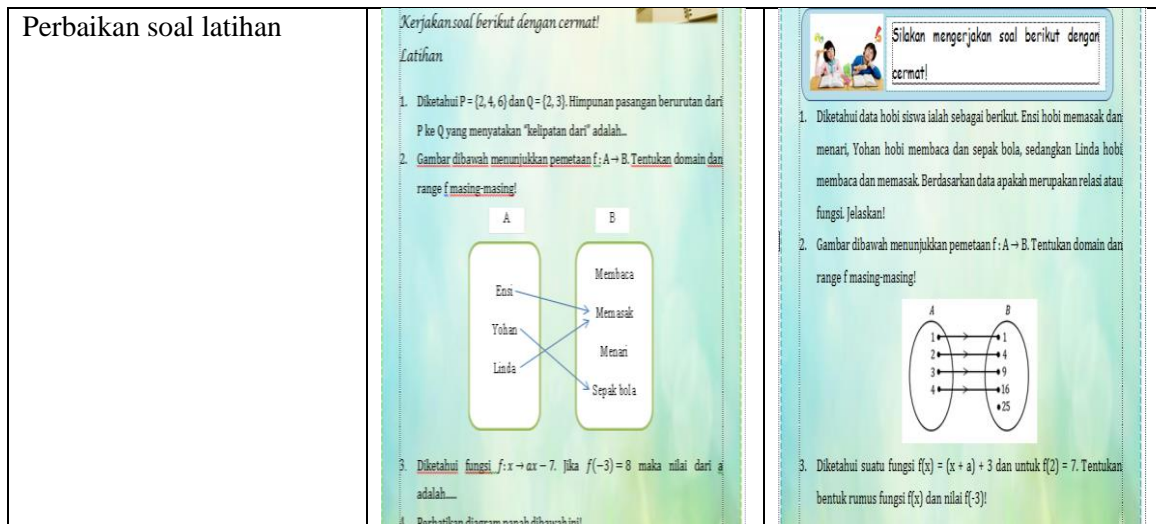 Perbaikan soal latihan
Kerjakan soal berikut dengan cermat!
Latihan
1. Diketahui P = {2, 4, 6} dan Q = {2, 3}. Himpunan pasangan berurutan dari
P ke Q yang menyatakan "kelipatan dari" adalah...
2. Gambar dibawah menunjukkan pemetaan f : A → B. Tentukan domain dan
range f masing-masing!
A B
Ensi
Yohan
Linda
Membaca
Memasak
Menari
Sepak bola
3. Diketahui fungsi f: x → ax − 7. Jika f(−3) = 8 maka nilai dari a
adalah.....
4. Perhatikan diagram panah dibawah ini!
Silakan mengerjakan soal berikut dengan
cermat!
1. Diketahui data hobi siswa ialah sebagai berikut. Ensi hobi memasak dan
menari, Yohan hobi membaca dan sepak bola, sedangkan Linda hobi
membaca dan memasak. Berdasarkan data apakah merupakan relasi atau
fungsi. Jelaskan!
2. Gambar dibawah menunjukkan pemetaan f : A → B. Tentukan domain dan
range f masing-masing!
A B
1 1
2 4
3 9
4 16
25
3. Diketahui suatu fungsi f(x) = (x + a) + 3 dan untuk f(2) = 7. Tentukan
bentuk rumus fungsi f(x) dan nilai f(-3)!